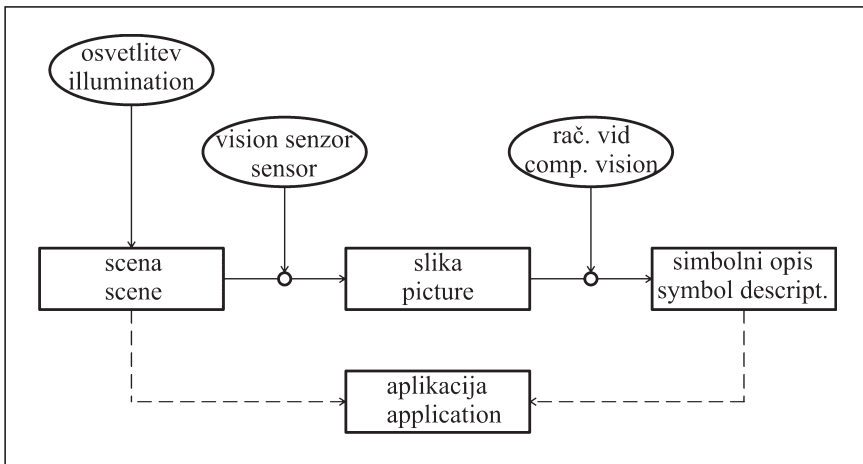 osvetlitev
illumination
vision senzor
sensor
rač. vid
comp. vision
scena
scene
slika
picture
simbolni opis
symbol descript.
aplikacija
application